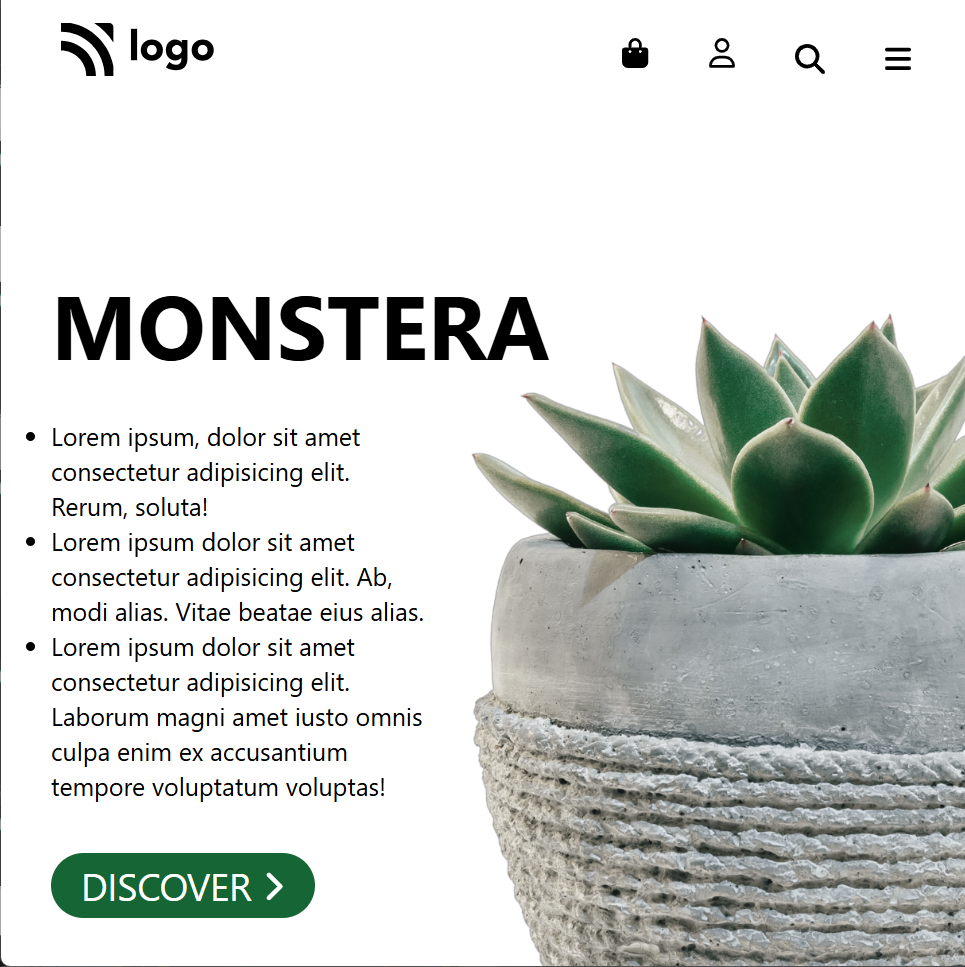 logo
MONSTERA
Lorem ipsum, dolor sit amet
consectetur adipisicing elit.
Rerum, soluta!
Lorem ipsum dolor sit amet
consectetur adipisicing elit. Ab,
modi alias. Vitae beatae eius alias.
Lorem ipsum dolor sit amet
consectetur adipisicing elit.
Laborum magni amet iusto omnis
culpa enim ex accusantium
tempore voluptatum voluptas!
DISCOVER